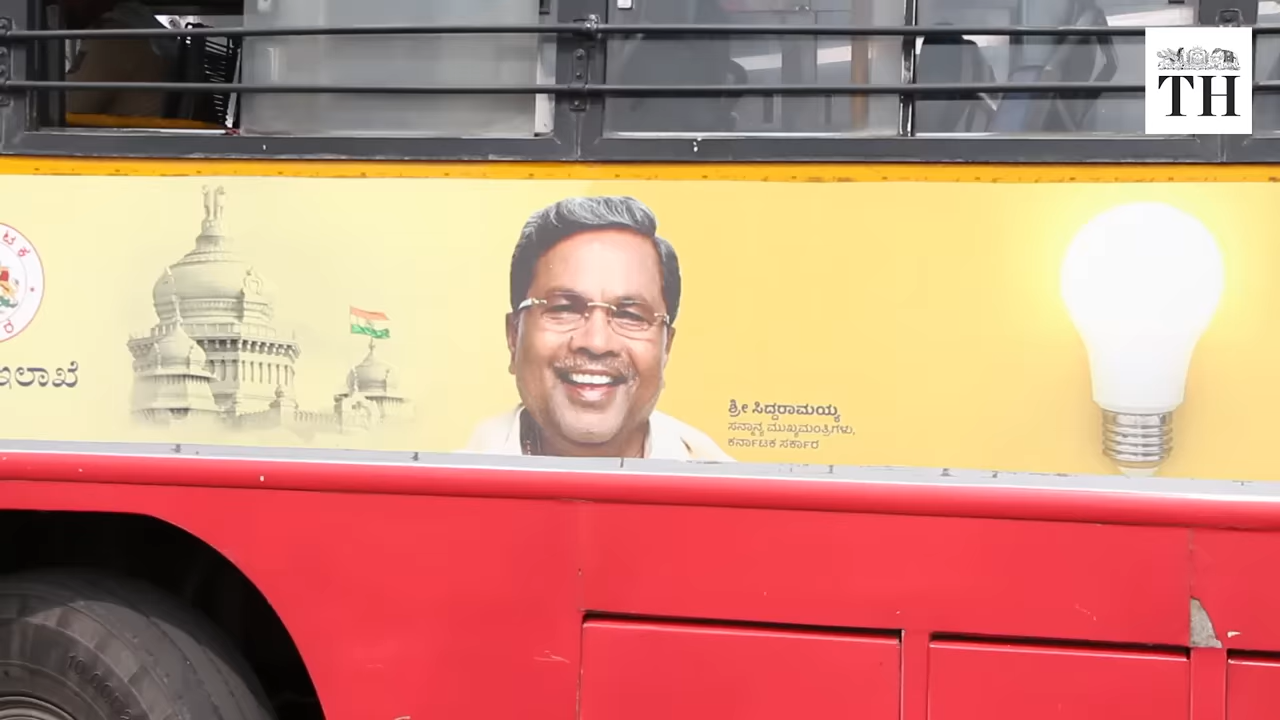 TH
ಇಲಾಖೆ
ಶ್ರೀ ಸಿದ್ದರಾಮಯ್ಯ
ಸನ್ಮಾನ್ಯ ಮುಖ್ಯಮಂತ್ರಿಗಳು,
ಕರ್ನಾಟಕ ಸರ್ಕಾರ